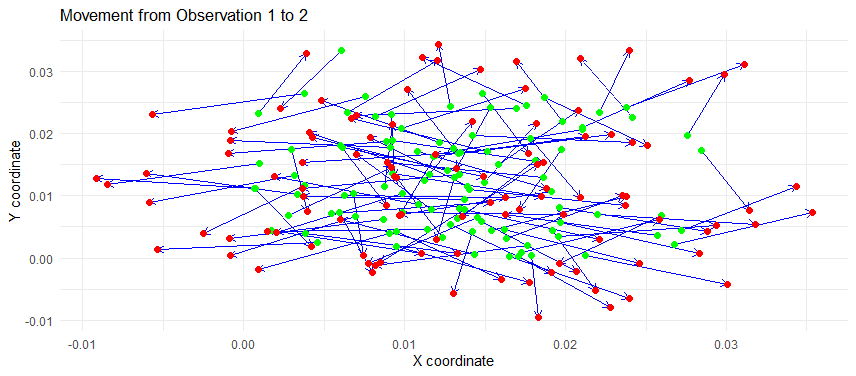 Movement from Observation 1 to 2
Y coordinate
0.03
0.02
0.01
0.00
-0.01
-0.01 0.00 0.01 0.02 0.03
X coordinate